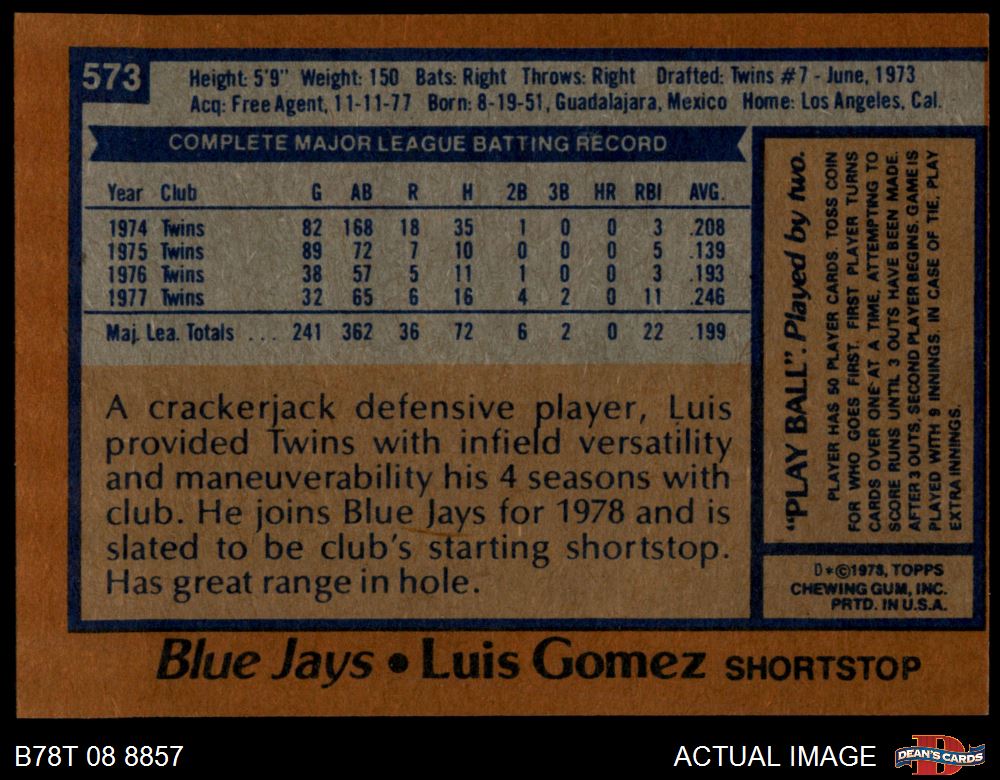 573
Height: 5'9" Weight: 150 Bats: Right Throws: Right Drafted: Twins #7 - June, 1973
Acq: Free Agent, 11-11-77 Born: 8-19-51, Guadalajara, Mexico Home: Los Angeles, Cal.
COMPLETE MAJOR LEAGUE BATTING RECORD
Year Club G AB R H 2B 3B HR RBI AVG.
1974 Twins 82 168 18 35 1 0 0 3 .208
1975 Twins 89 72 7 10 0 0 0 5 .139
1976 Twins 38 57 5 11 1 0 0 3 .193
1977 Twins 32 65 6 16 4 2 0 11 .246
Maj. Lea. Totals ... 241 362 36 72 6 2 0 22 .199
A crackerjack defensive player, Luis
provided Twins with infield versatility
and maneuverability his 4 seasons with
club. He joins Blue Jays for 1978 and is
slated to be club's starting shortstop.
Has great range in hole.
"PLAY BALL". Played by two.
PLAYER HAS 50 PLAYER CARDS. TOSS COIN
FOR WHO GOES FIRST. FIRST PLAYER TURNS
CARDS OVER ONE AT A TIME, ATTEMPTING TO
SCORE RUNS UNTIL 3 OUTS HAVE BEEN MADE.
AFTER 3 OUTS, SECOND PLAYER BEGINS. GAME IS
PLAYED WITH 9 INNINGS. IN CASE OF TIE, PLAY
EXTRA INNINGS.
D*©1978, TOPPS
CHEWING GUM, INC.
PRTD. IN U.S.A.
Blue Jays • Luis Gomez SHORTSTOP
B78T 08 8857
ACTUAL IMAGE
DEAN'S CARDS